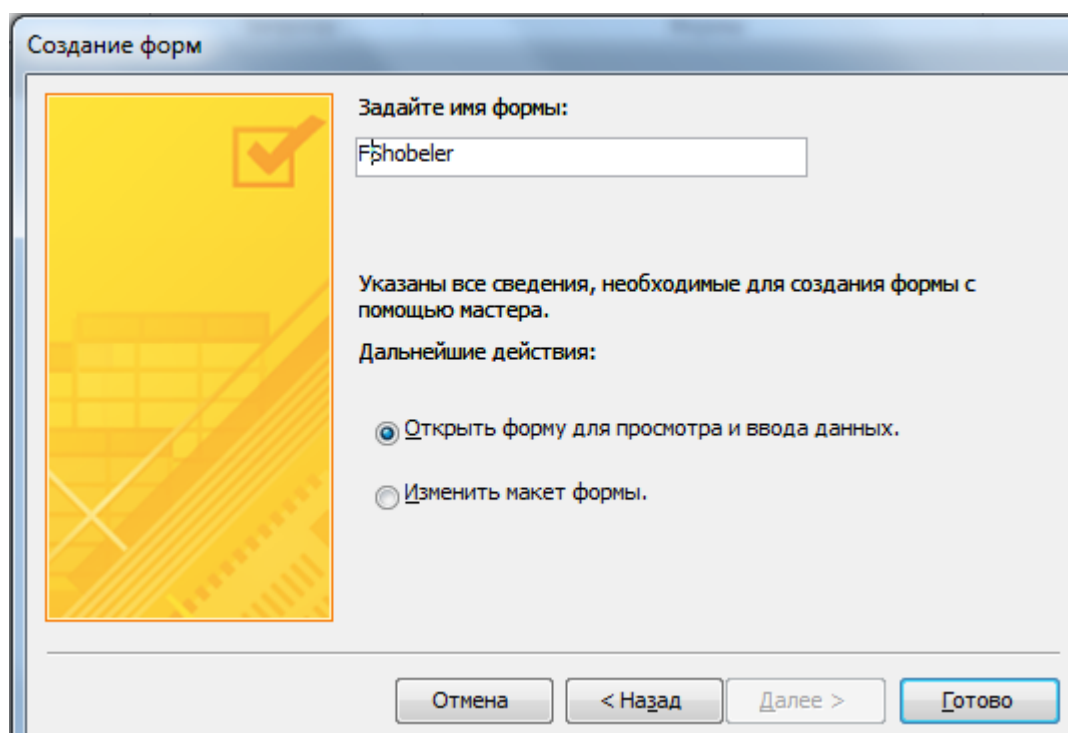 Создание форм
Задайте имя формы:
FShobeler
Указаны все сведения, необходимые для создания формы с
помощью мастера.
Дальнейшие действия:
Открыть форму для просмотра и ввода данных.
Изменить макет формы.
Отмена
< Назад
Далее >
Готово